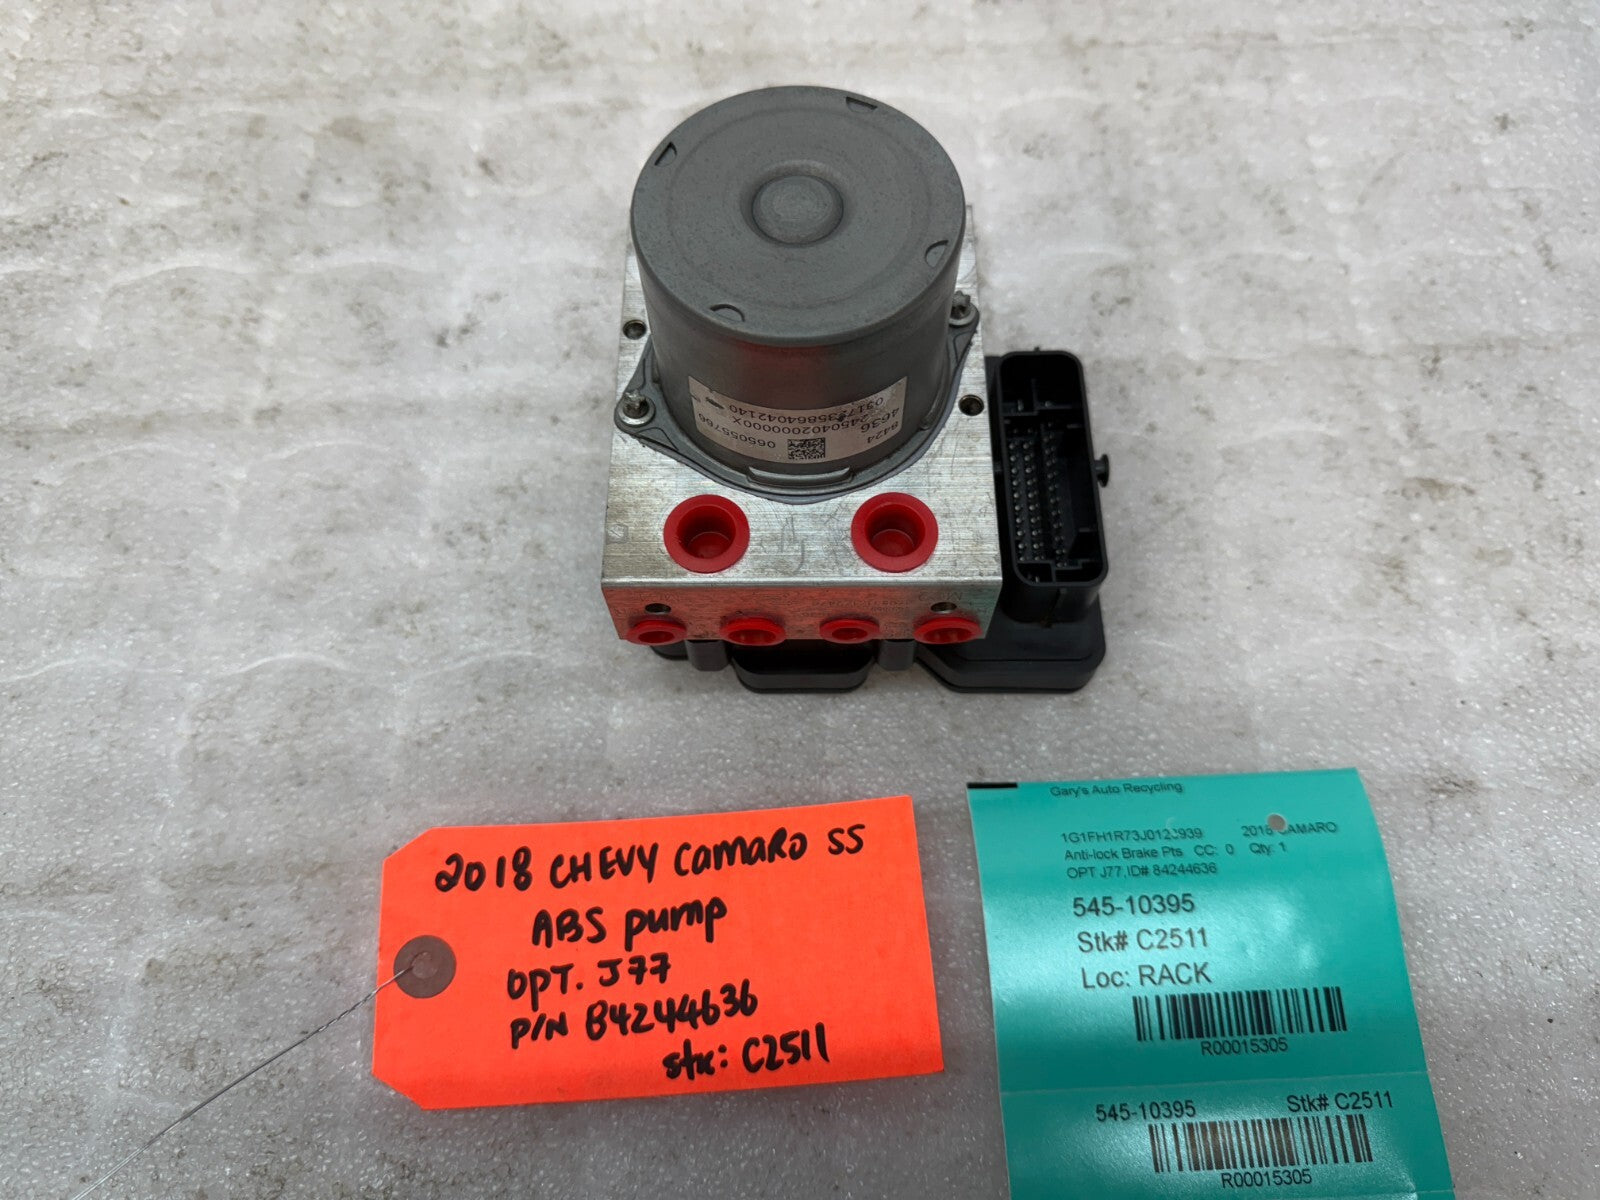 065055766
2018 CHEVY Camaro SS
ABS pump
OPT. J77
P/N 84244636
stk: C2511
Gary's Auto Recycling
2018 CAMARO
Anti-lock Brake Pts CC: 0 Qty: 1
OPT J77,ID# 84244636
545-10395
Stk# C2511
Loc: RACK
R00015305
545-10395 Stk# C2511
R00015305